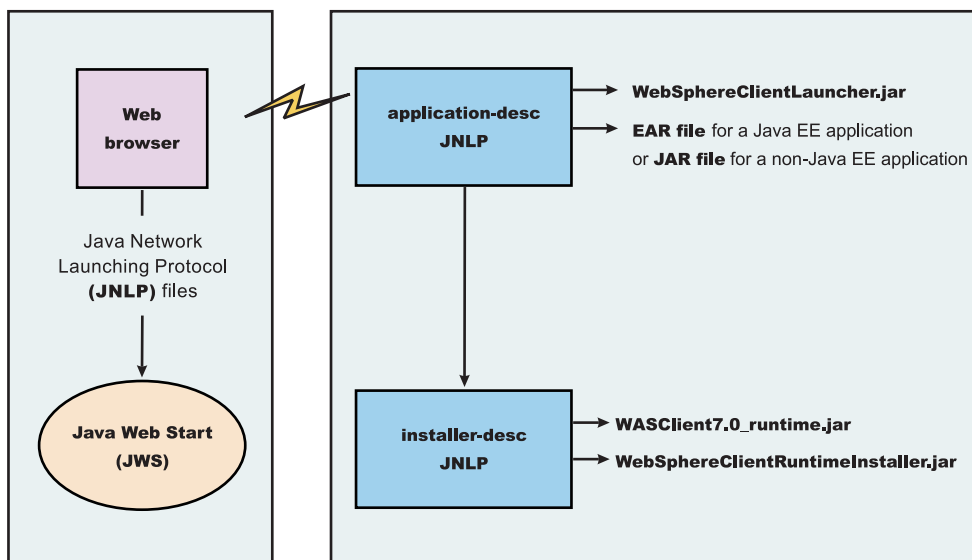 Web
browser
Java Network
Launching Protocol
(JNLP) files
Java Web Start
(JWS)
application-desc
JNLP
WebSphereClientLauncher.jar
EAR file for a Java EE application
or JAR file for a non-Java EE application
installer-desc
JNLP
WASClient7.0_runtime.jar
WebSphereClientRuntimeInstaller.jar